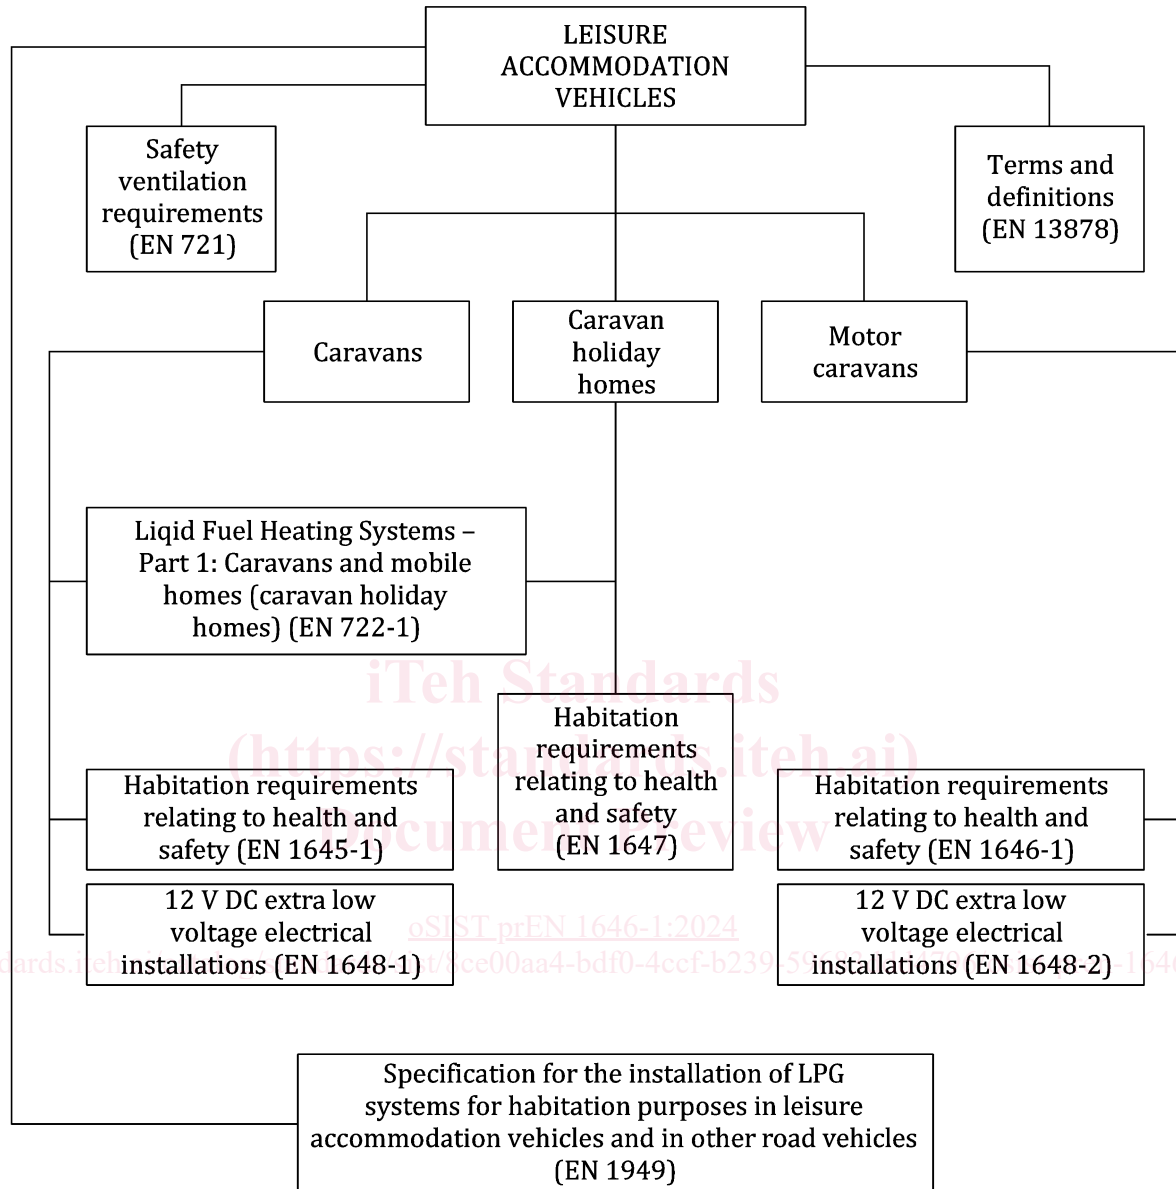 LEISURE
ACCOMMODATION
VEHICLES
Safety
ventilation
requirements
(EN 721)
Terms and
definitions
(EN 13878)
Caravans
Caravan
holiday
homes
Motor
caravans
Liqid Fuel Heating Systems –
Part 1: Caravans and mobile
homes (caravan holiday
homes) (EN 722-1)
iTeh Standards
(https://standards.iteh.ai)
Document Preview
Habitation
requirements
relating to health
and safety
(EN 1647)
Habitation requirements
relating to health and
safety (EN 1645-1)
Habitation requirements
relating to health and
safety (EN 1646-1)
12 V DC extra low
voltage electrical
installations (EN 1648-1)
oSIST prEN 1646-1:2024
12 V DC extra low
voltage electrical
installations (EN 1648-2)
Specification for the installation of LPG
systems for habitation purposes in leisure
accommodation vehicles and in other road vehicles
(EN 1949)